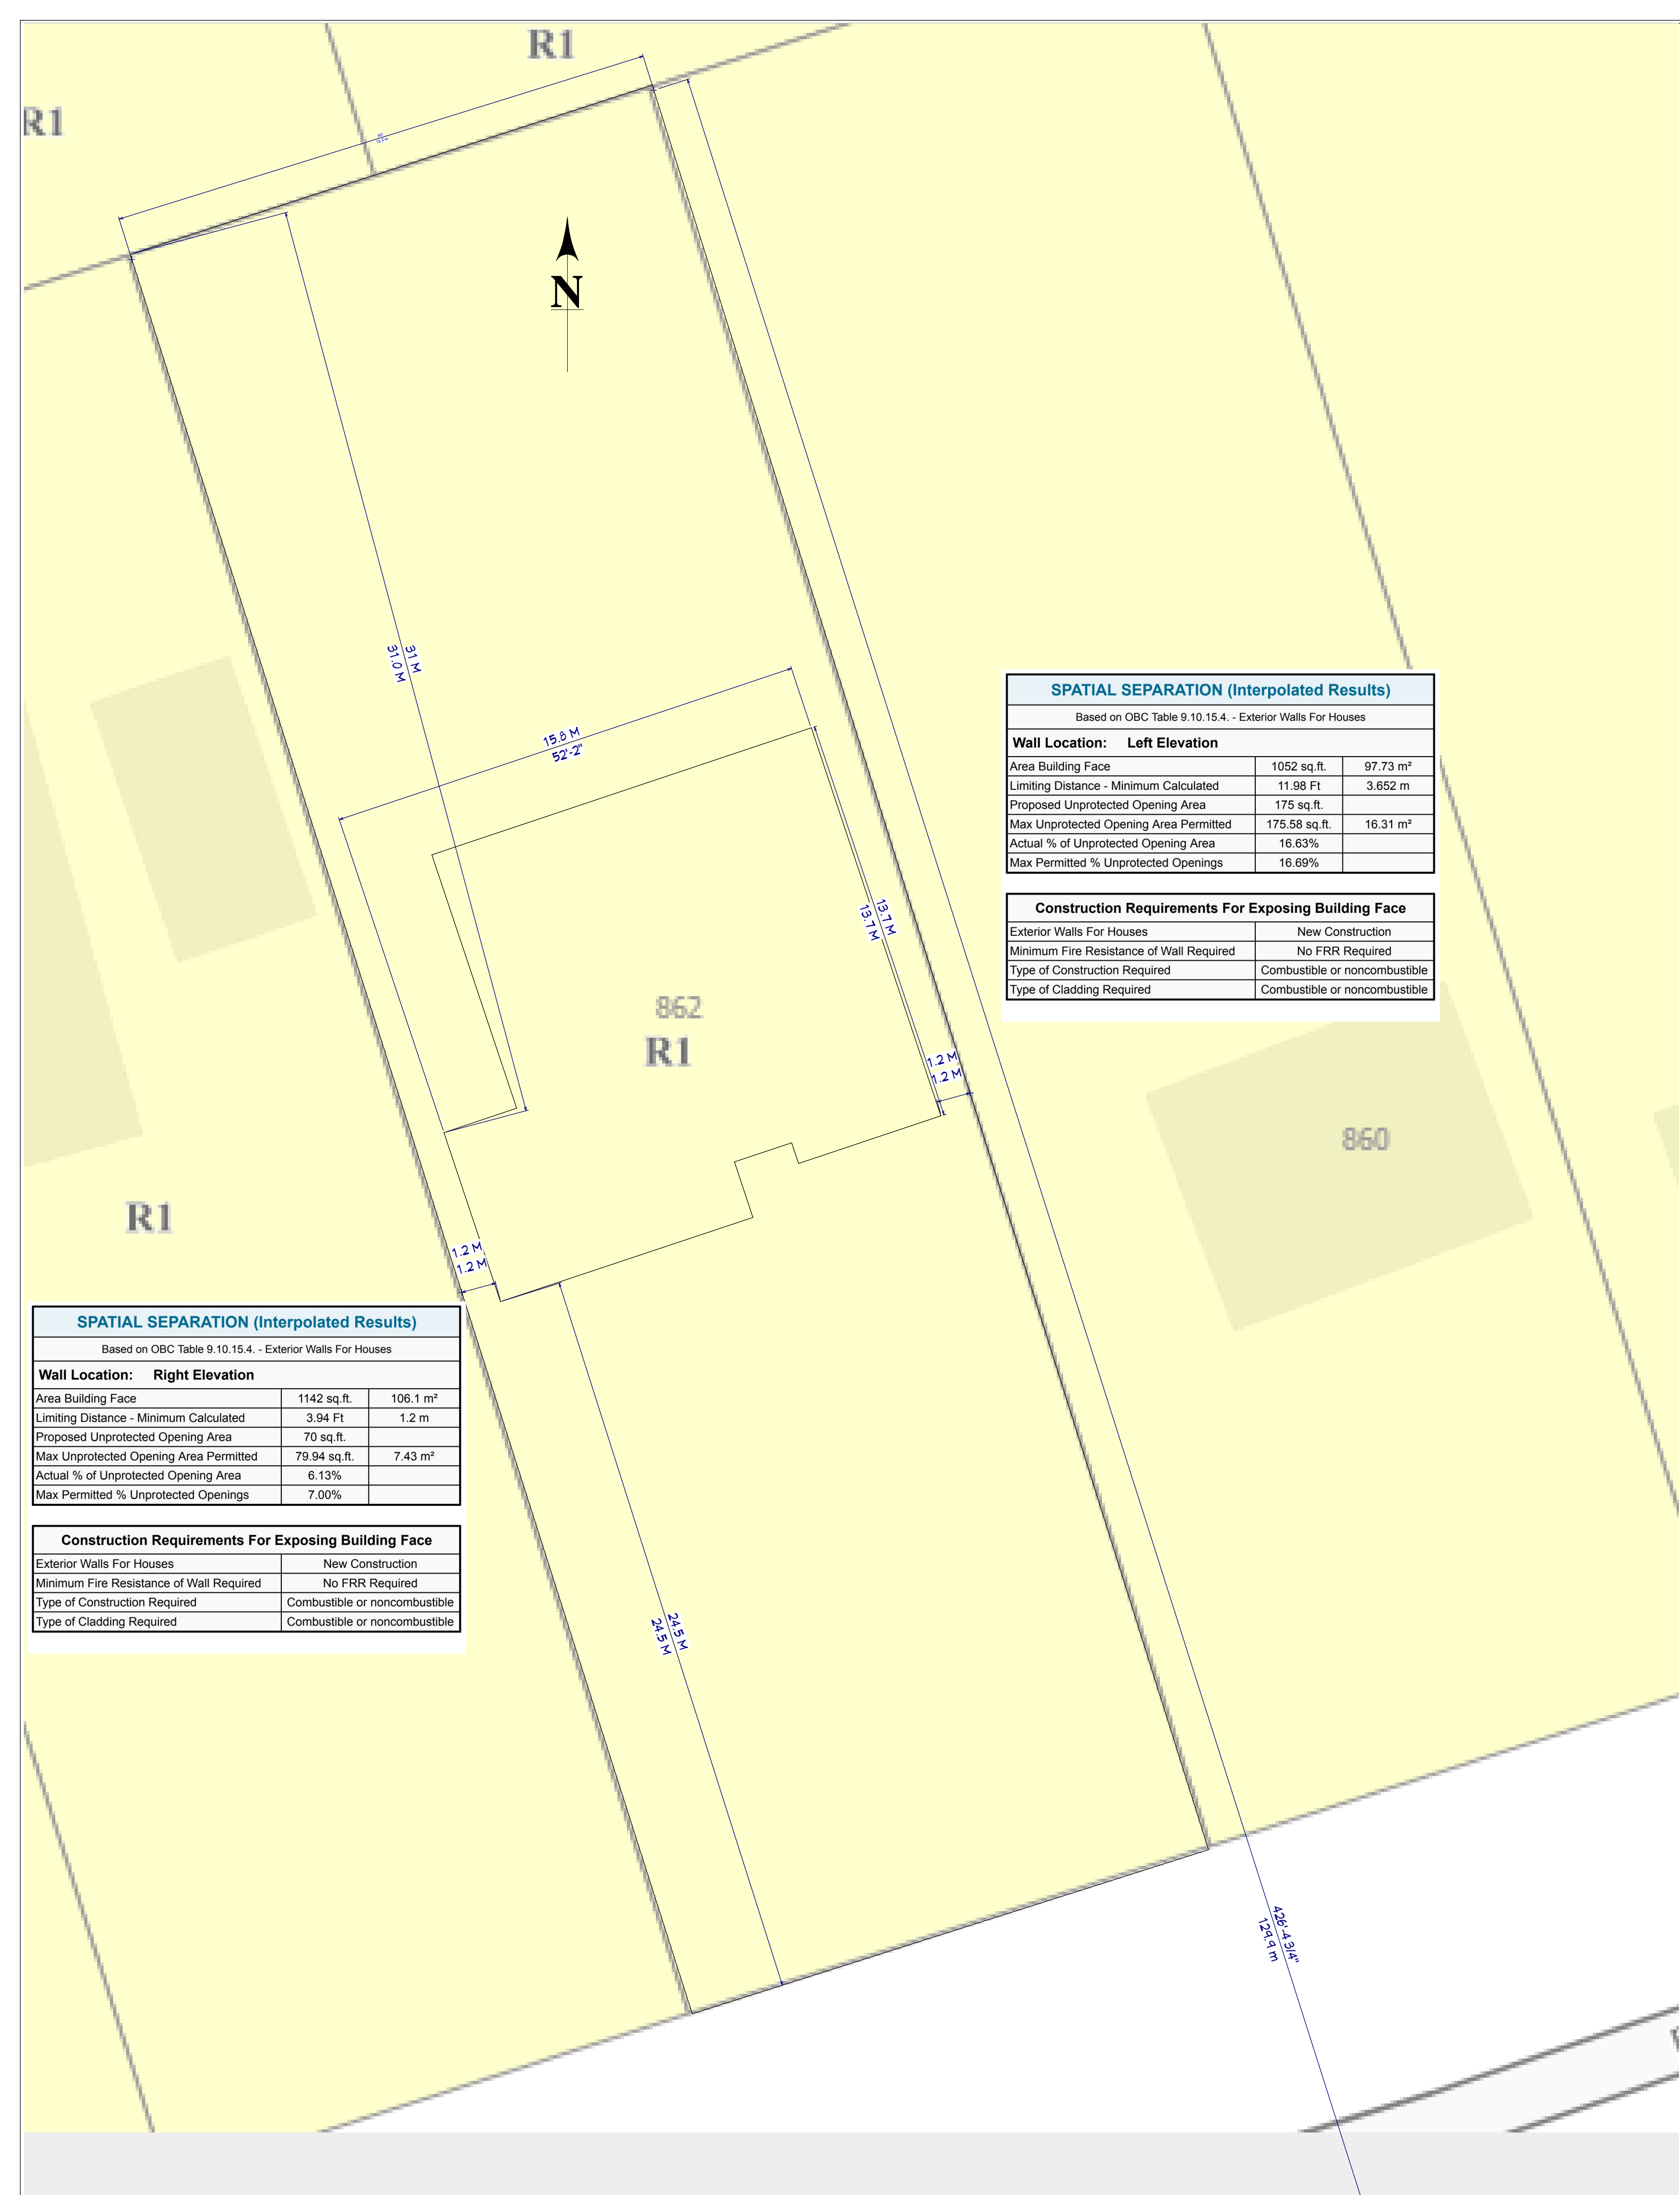 R1
R1
N
31 M
31.0 M
15.8 M
52'-2"
13.7 M
13.7 M
862
R1
1.2 M
1.2 M
SPATIAL SEPARATION (Interpolated Results)
Based on OBC Table 9.10.15.4. - Exterior Walls For Houses
Wall Location: Left Elevation
Area Building Face 1052 sq.ft. 97.73 m²
Limiting Distance - Minimum Calculated 11.98 Ft 3.652 m
Proposed Unprotected Opening Area 175 sq.ft.
Max Unprotected Opening Area Permitted 175.58 sq.ft. 16.31 m²
Actual % of Unprotected Opening Area 16.63%
Max Permitted % Unprotected Openings 16.69%
Construction Requirements For Exposing Building Face
Exterior Walls For Houses New Construction
Minimum Fire Resistance of Wall Required No FRR Required
Type of Construction Required Combustible or noncombustible
Type of Cladding Required Combustible or noncombustible
860
R1
1.2 M
1.2 M
SPATIAL SEPARATION (Interpolated Results)
Based on OBC Table 9.10.15.4. - Exterior Walls For Houses
Wall Location: Right Elevation
Area Building Face 1142 sq.ft. 106.1 m²
Limiting Distance - Minimum Calculated 3.94 Ft 1.2 m
Proposed Unprotected Opening Area 70 sq.ft.
Max Unprotected Opening Area Permitted 79.94 sq.ft. 7.43 m²
Actual % of Unprotected Opening Area 6.13%
Max Permitted % Unprotected Openings 7.00%
Construction Requirements For Exposing Building Face
Exterior Walls For Houses New Construction
Minimum Fire Resistance of Wall Required No FRR Required
Type of Construction Required Combustible or noncombustible
Type of Cladding Required Combustible or noncombustible
24.5 M
24.5 M
426'-4 3/4"
129.9 m